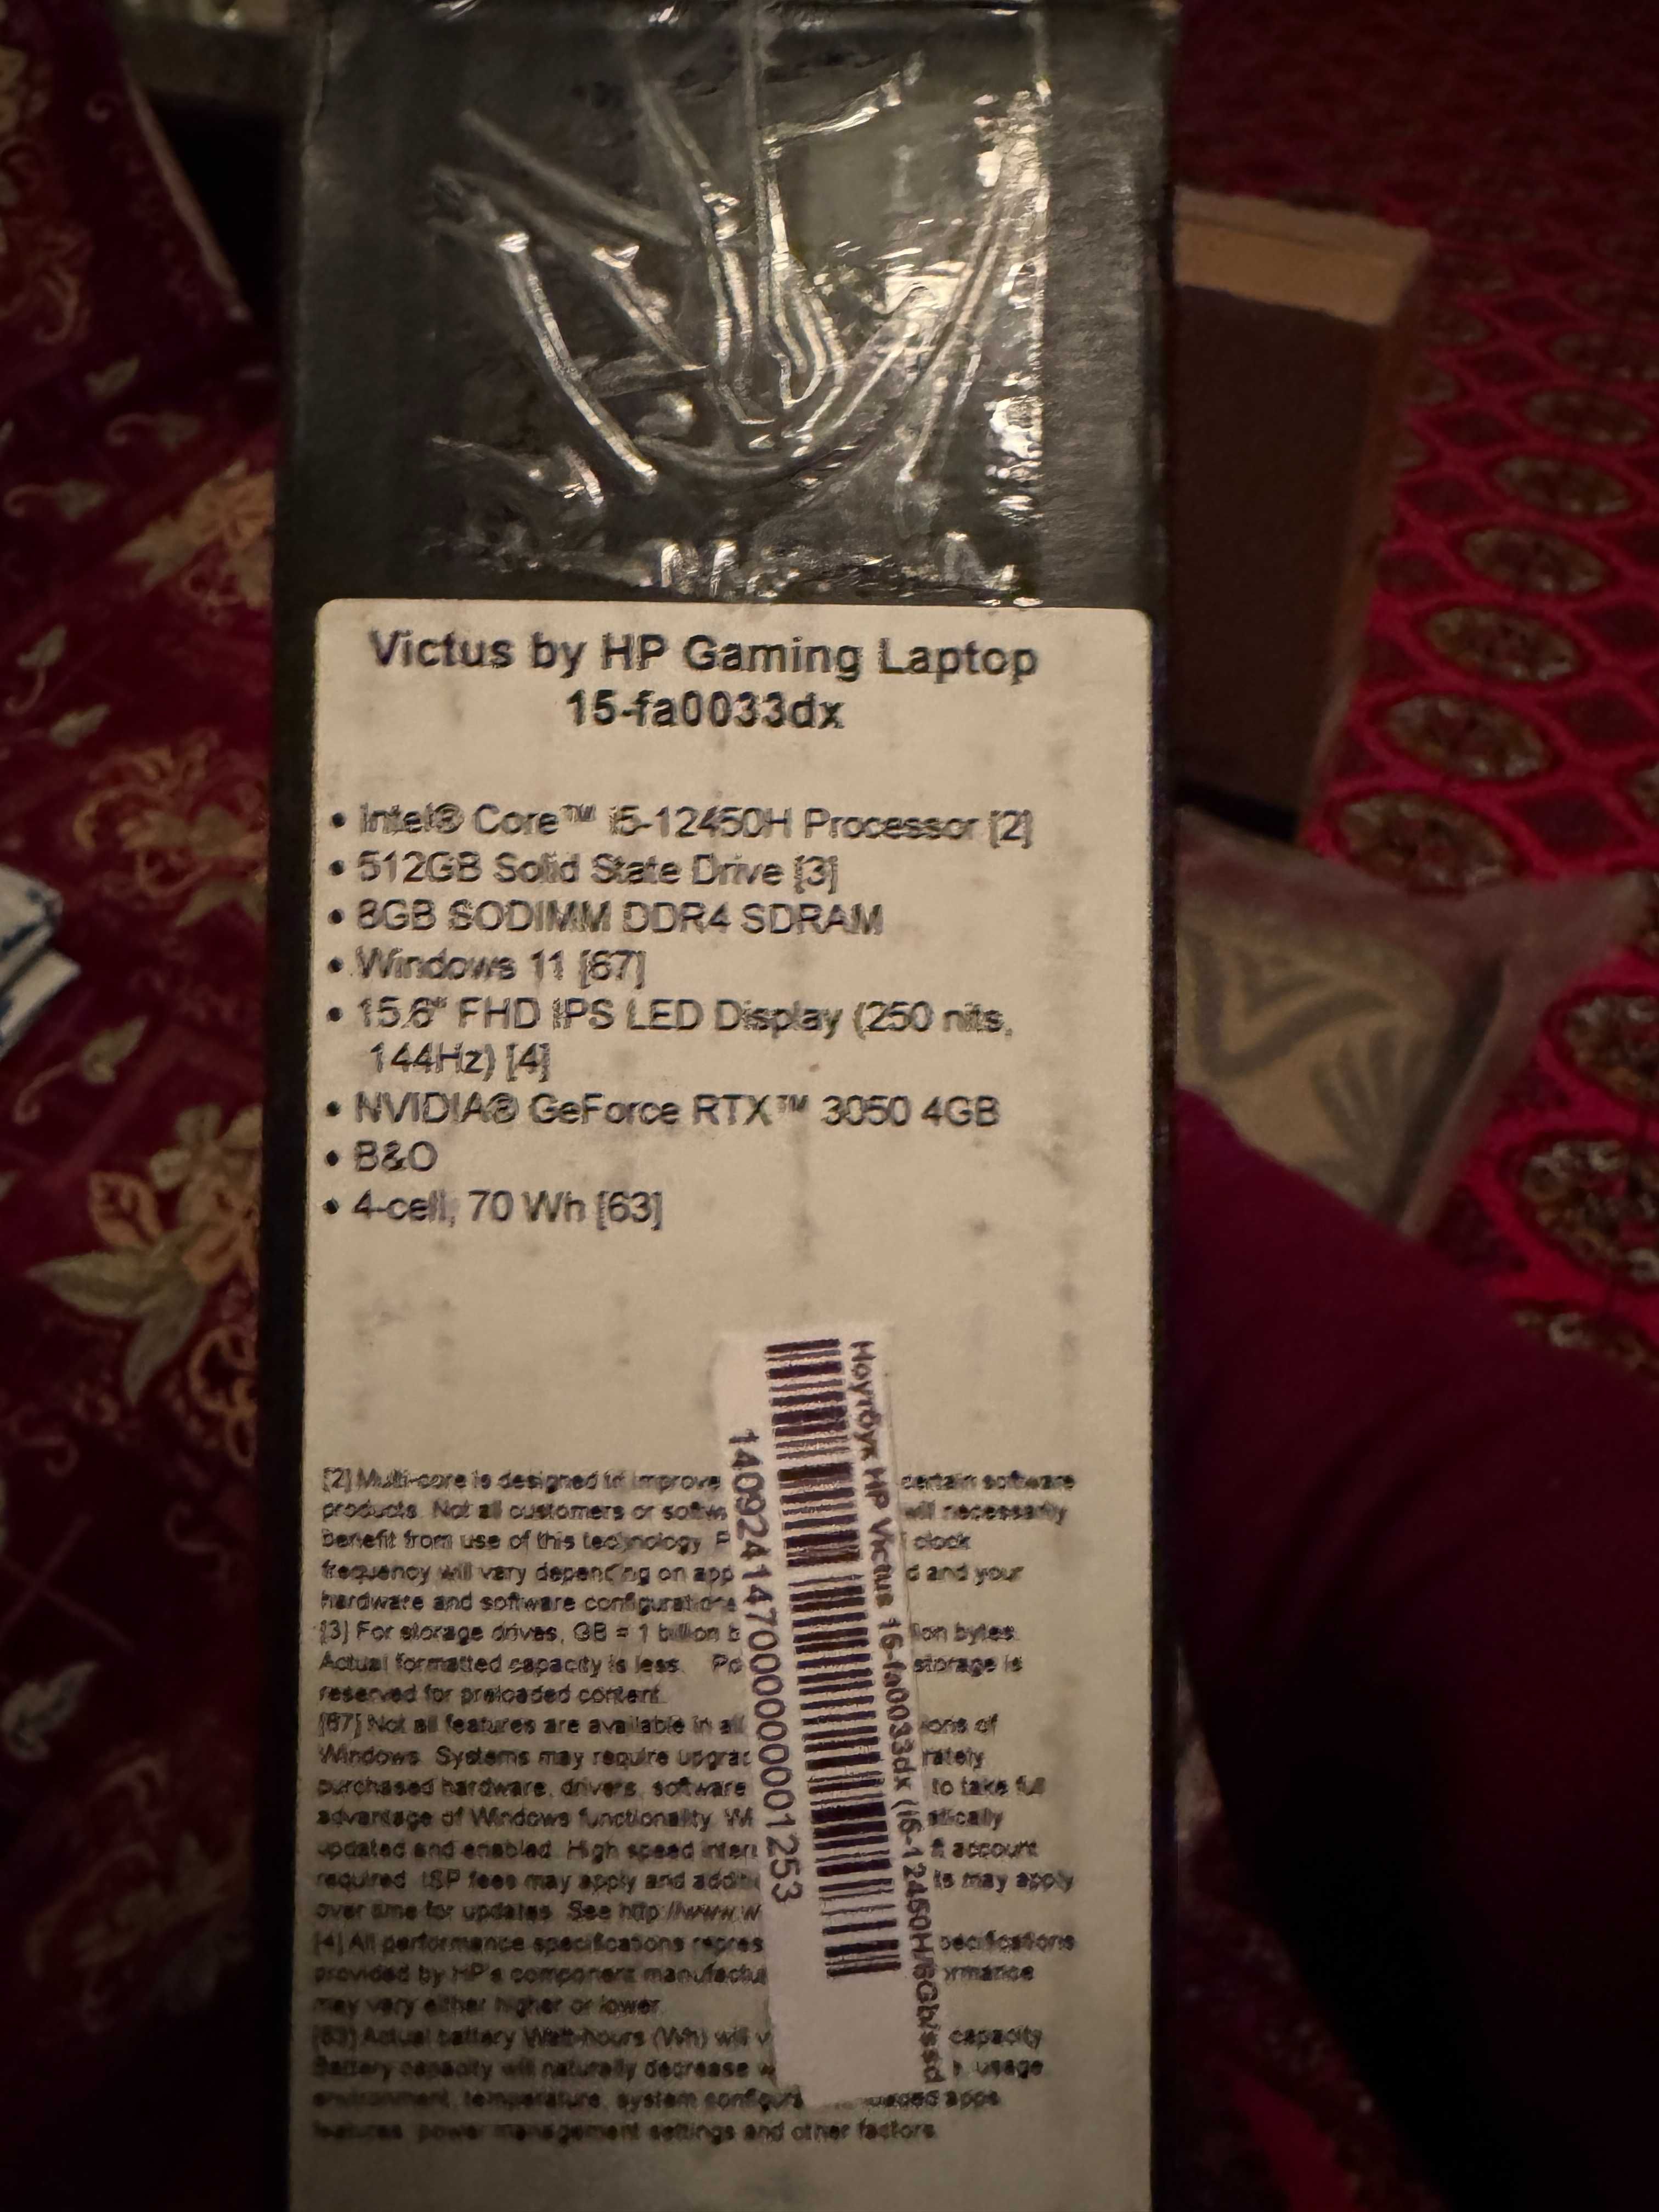 Victus by HP Gaming Laptop
15-fa0033dx
• Intel® Core™ i5-12450H Processor [2]
• 512GB Solid State Drive [3]
• 8GB SODIMM DDR4 SDRAM
• Windows 11 [67]
• 15.6" FHD IPS LED Display (250 nits,
144Hz) [4]
• NVIDIA® GeForce RTX™ 3050 4GB
• B&O
• 4-cell, 70 Wh [63]
[2] Multi-core is designed to improve certain software
products. Not all customers or will necessarily
benefit from use of this technology. clock
frequency will vary depending on and your
hardware and software configurations
[3] For storage drives, GB = 1 billion bytes.
Actual formatted capacity is less. storage is
reserved for preloaded content.
[67] Not all features are available in all of
Windows. Systems may require
purchased hardware, drivers, software to take full
advantage of Windows functionality.
updated and enabled. High speed account
required. ISP fees may apply and may apply
over time for updates. See http://www.w
[4] All performance specifications specifications
provided by HP's component
may vary either higher or lower.
[63] Actual battery Watt-hours (Wh) will capacity
Battery capacity will naturally decrease usage
environment, temperature, system apps
features, power management settings and other factors.
Ноутбук HP Victus 15-fa0033dx (i5-12450H/8Gb/ssd